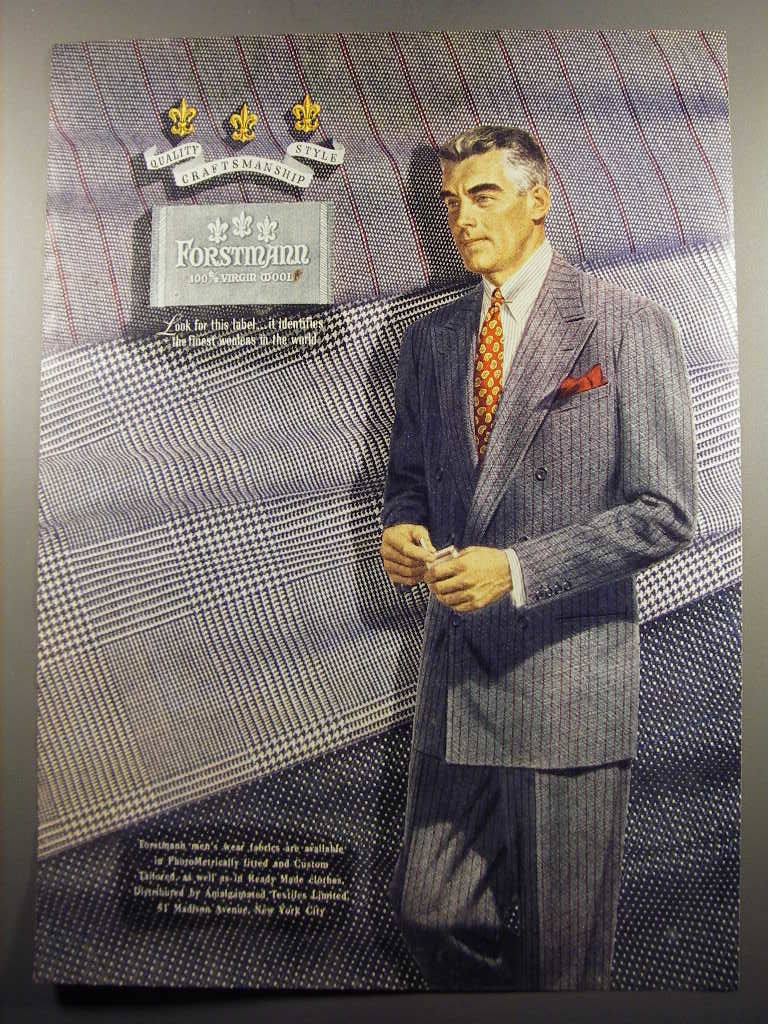 QUALITY
CRAFTSMANSHIP
STYLE
FORSTMANN
100% VIRGIN WOOL
Look for this label...it identifies
the finest woolens in the world
Forstmann men's wear fabrics are available
in PhotoMetrically fitted and Custom
Tailored, as well as in Ready Made clothes.
Distributed by Amalgamated Textiles Limited,
51 Madison Avenue, New York City